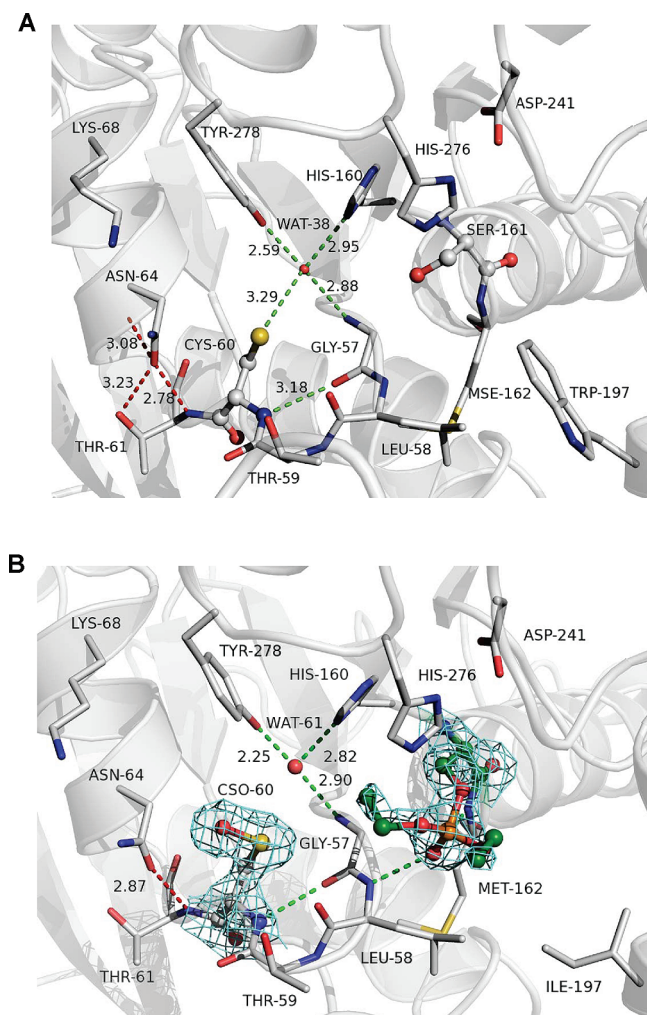 A
ASP-241
LYS-68
TYR-278
HIS-276
HIS-160
WAT-38
SER-161
2.59
2.95
ASN-64
2.88
3.29
3.08
CYS-60
GLY-57
3.23
2.78
3.18
MSE-162
TRP-197
THR-61
LEU-58
THR-59
B
LYS-68
ASP-241
TYR-278
HIS-160
HIS-276
WAT-61
2.25
2.82
ASN-64
2.90
CSO-60
GLY-57
2.87
MET-162
LEU-58
THR-61
ILE-197
THR-59